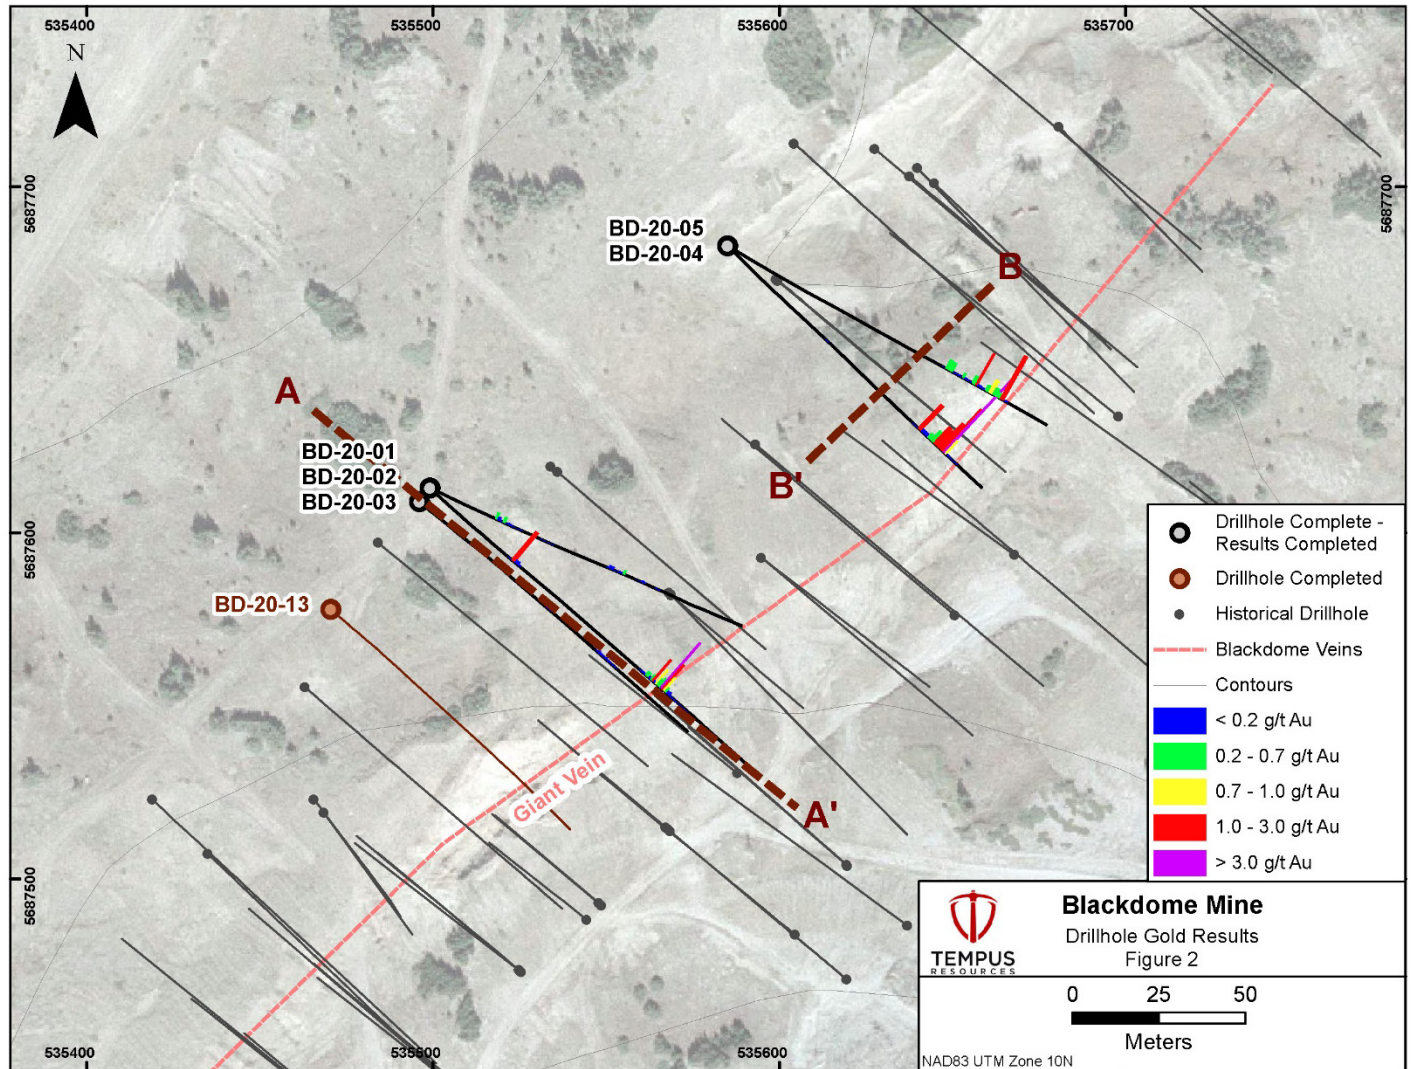 535400
535500
535600
535700
N
5687700
5687700
BD-20-05
BD-20-04
B
A
BD-20-01
BD-20-02
BD-20-03
B'
5687600
BD-20-13
Giant Vein
A'
5687500
Drillhole Complete -
Results Completed
Drillhole Completed
Historical Drillhole
Blackdome Veins
Contours
< 0.2 g/t Au
0.2 - 0.7 g/t Au
0.7 - 1.0 g/t Au
1.0 - 3.0 g/t Au
> 3.0 g/t Au
TEMPUS
RESOURCES
Blackdome Mine
Drillhole Gold Results
Figure 2
0 25 50
Meters
NAD83 UTM Zone 10N
535400
535500
535600